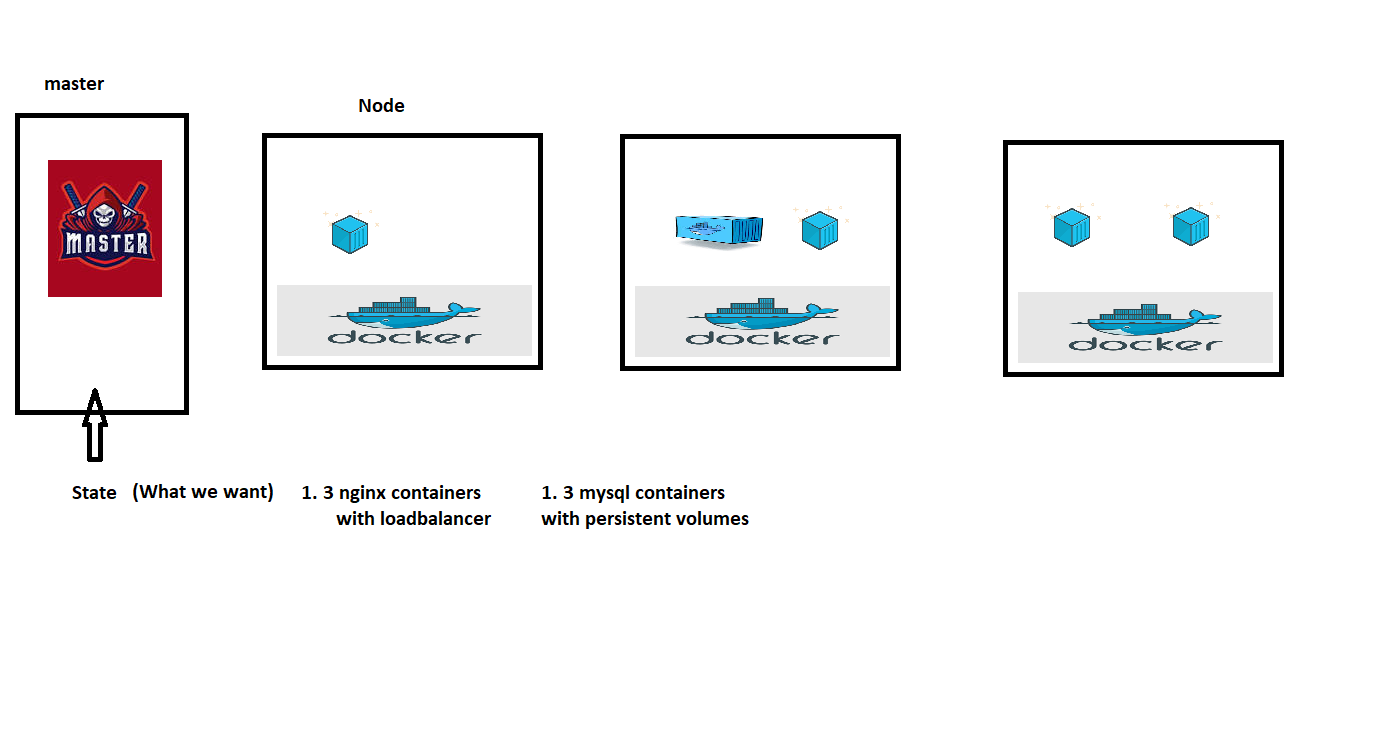 master
Node
MASTER
docker
docker
docker
State (What we want)
1. 3 nginx containers
with loadbalancer
1. 3 mysql containers
with persistent volumes